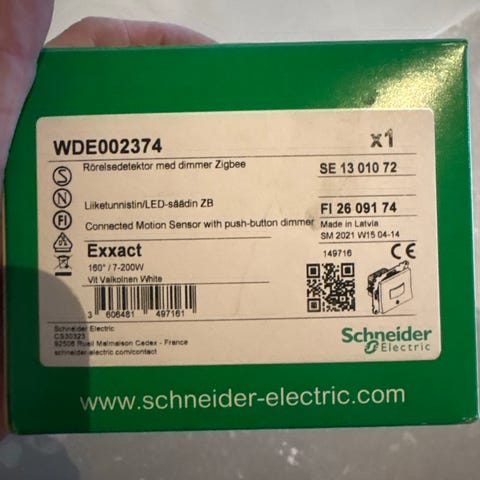 WDE002374
x1
Rörelsedetektor med dimmer Zigbee
SE 13 010 72
Liiketunnistin/LED-säädin ZB
FI 26 091 74
Connected Motion Sensor with push-button dimmer
Made in Latvia
SM 2021 W15 04-14
Exxact
149716
CE
160° / 7-200W
Vit Valkoinen White
3 606481 497161
Schneider Electric
CS30323
92506 Rueil Malmaison Cedex - France
schneider-electric.com/contact
Schneider
Electric
S
N
FI
www.schneider-electric.com